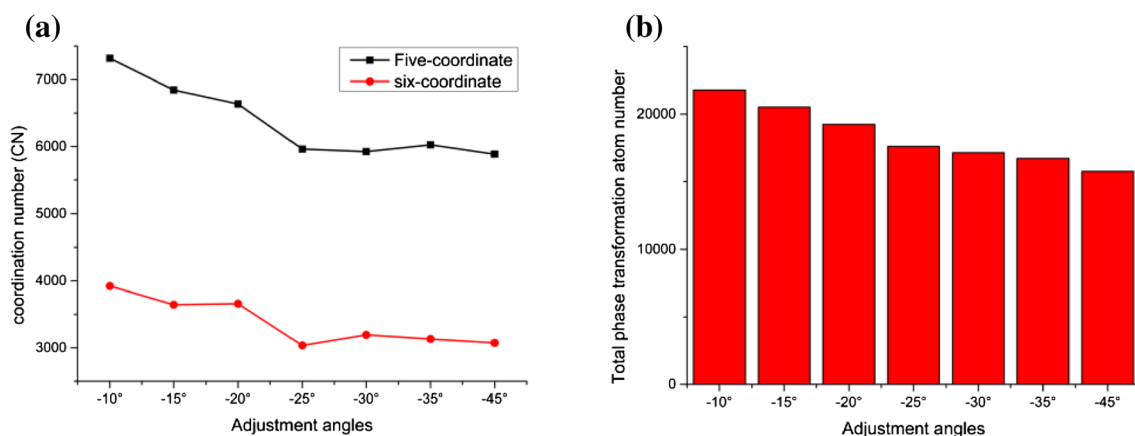 (a)
7000
6000
5000
4000
3000
coordination number (CN)
Five-coordinate
six-coordinate
-10° -15° -20° -25° -30° -35° -45°
Adjustment angles
(b)
20000
10000
0
Total phase transformation atom number
-10° -15° -20° -25° -30° -35° -45°
Adjustment angles